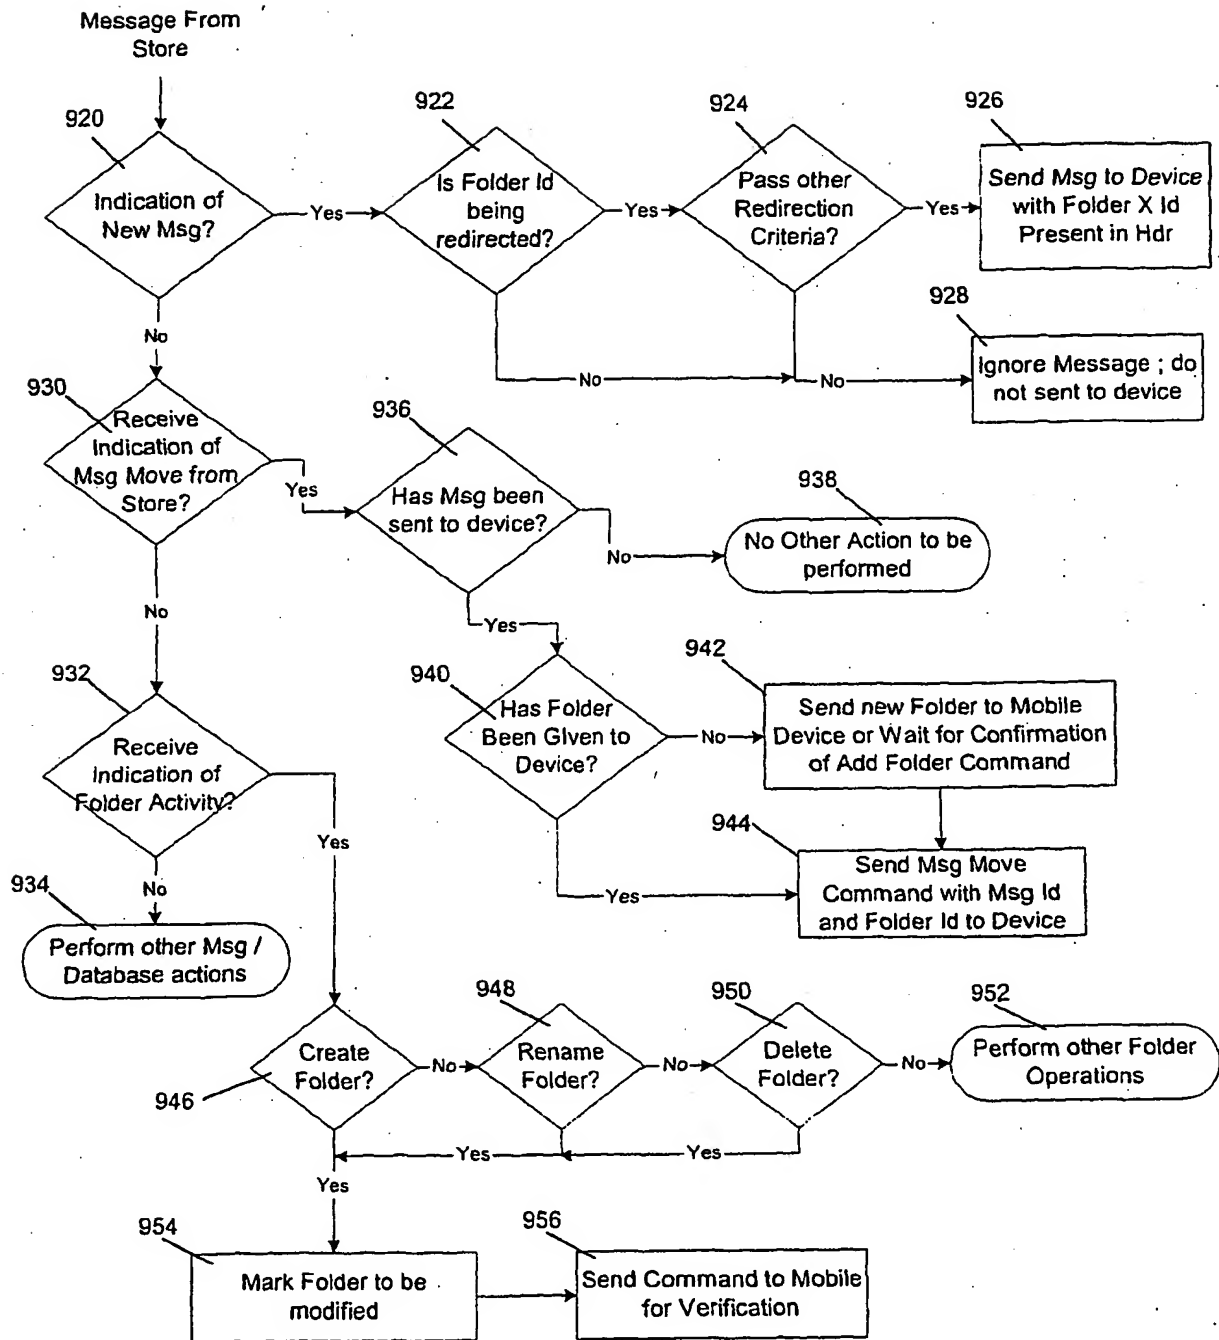 Message From
Store
920
Indication of
New Msg?
Yes
922
Is Folder Id
being
redirected?
Yes
924
Pass other
Redirection
Criteria?
Yes
926
Send Msg to Device
with Folder X Id
Present in Hdr
No
No
No
928
Ignore Message ; do
not sent to device
930
Receive
Indication of
Msg Move from
Store?
Yes
936
Has Msg been
sent to device?
No
938
No Other Action to be
performed
No
Yes
932
Receive
Indication of
Folder Activity?
Yes
940
Has Folder
Been Given to
Device?
No
942
Send new Folder to Mobile
Device or Wait for Confirmation
of Add Folder Command
Yes
944
Send Msg Move
Command with Msg Id
and Folder Id to Device
No
934
Perform other Msg /
Database actions
946
Create
Folder?
No
948
Rename
Folder?
No
950
Delete
Folder?
No
952
Perform other Folder
Operations
Yes
Yes
Yes
954
Mark Folder to be
modified
956
Send Command to Mobile
for Verification